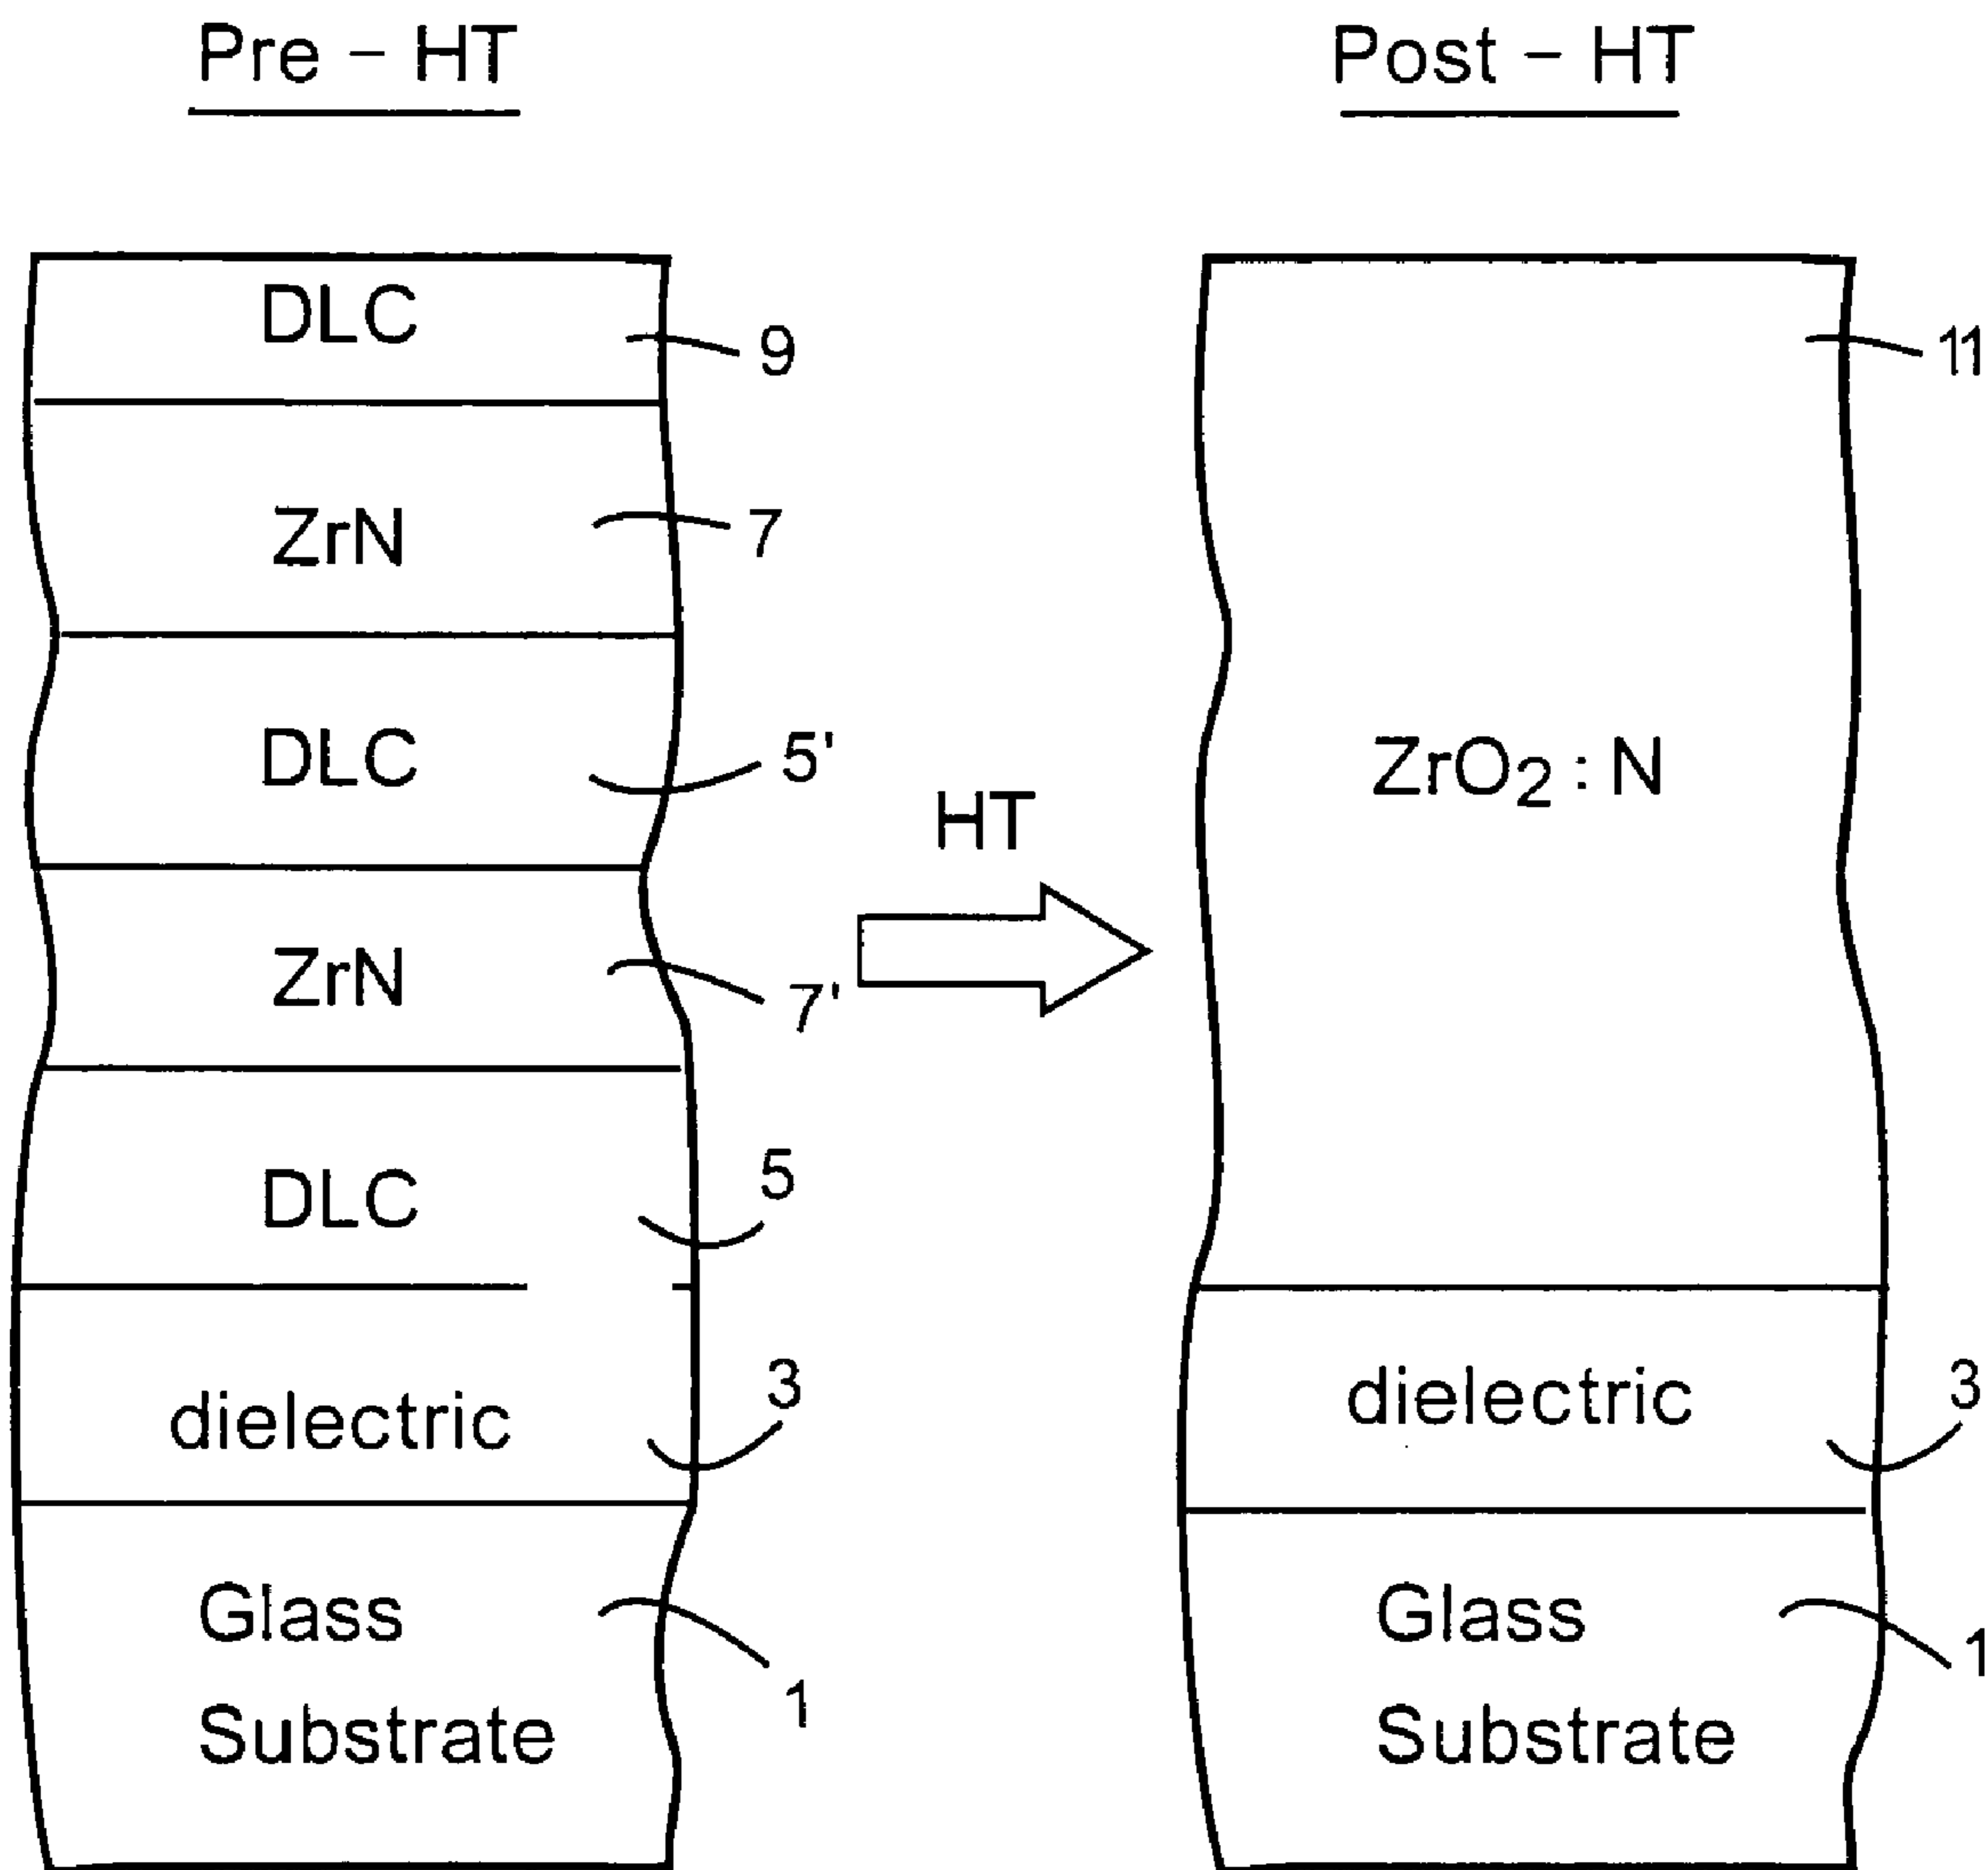 Pre – HT
DLC
9
ZrN
7
DLC
5'
ZrN
7'
DLC
5
dielectric
3
Glass
Substrate
1
HT
Post – HT
11
ZrO₂ : N
dielectric
3
Glass
Substrate
1